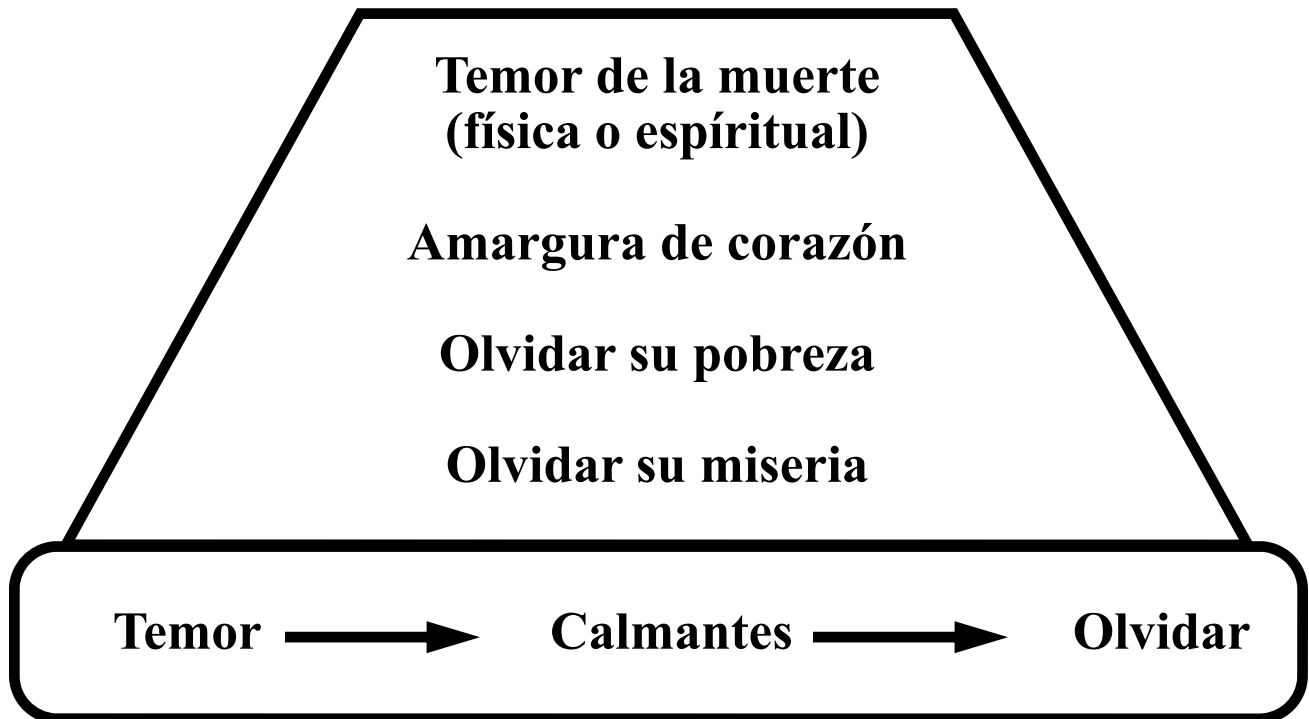 Temor de la muerte
(física o espíritual)
Amargura de corazón
Olvidar su pobreza
Olvidar su miseria
Temor Calmantes Olvidar